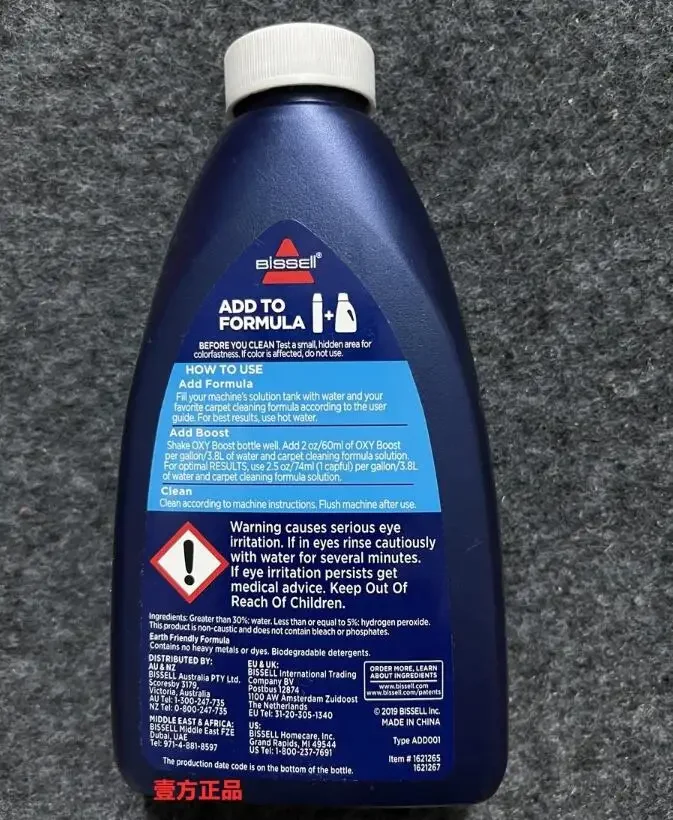 BISSELL®
ADD TO
FORMULA
+
BEFORE YOU CLEAN Test a small, hidden area for
colorfastness. If color is affected, do not use.
HOW TO USE
Add Formula
Fill your machine's solution tank with water and your
favorite carpet cleaning formula according to the user
guide. For best results, use hot water.
Add Boost
Shake OXY Boost bottle well. Add 2 oz/60ml of OXY Boost
per gallon/3.8L of water and carpet cleaning formula solution.
For optimal RESULTS, use 2.5 oz/74ml (1 capful) per gallon/3.8L
of water and carpet cleaning formula solution.
Clean
Clean according to machine instructions. Flush machine after use.
Warning causes serious eye
irritation. If in eyes rinse cautiously
with water for several minutes.
If eye irritation persists get
medical advice. Keep Out Of
Reach Of Children.
Ingredients: Greater than 30%: water. Less than or equal to 5%: hydrogen peroxide.
This product is non-caustic and does not contain bleach or phosphates.
Earth Friendly Formula
Contains no heavy metals or dyes. Biodegradable detergents.
DISTRIBUTED BY:
AU & NZ
BISSELL Australia PTY Ltd.
Scoresby 3179,
Victoria, Australia
AU Tel: 1-300-247-735
NZ Tel: 0-800-247-735
MIDDLE EAST & AFRICA:
BISSELL Middle East FZE
Dubai, UAE
Tel: 971-4-881-8597
EU & UK:
BISSELL International Trading
Company BV
Postbus 12874
1100 AW Amsterdam Zuidoost
The Netherlands
EU Tel: 31-20-305-1340
US:
BISSELL Homecare, Inc.
Grand Rapids, MI 49544
US Tel: 1-800-237-7691
ORDER MORE, LEARN
ABOUT INGREDIENTS
www.bissell.com
www.bissell.com/patents
© 2019 BISSELL Inc.
MADE IN CHINA
Type ADD001
Item # 1621265
1621267
The production date code is on the bottom of the bottle.
壹方正品